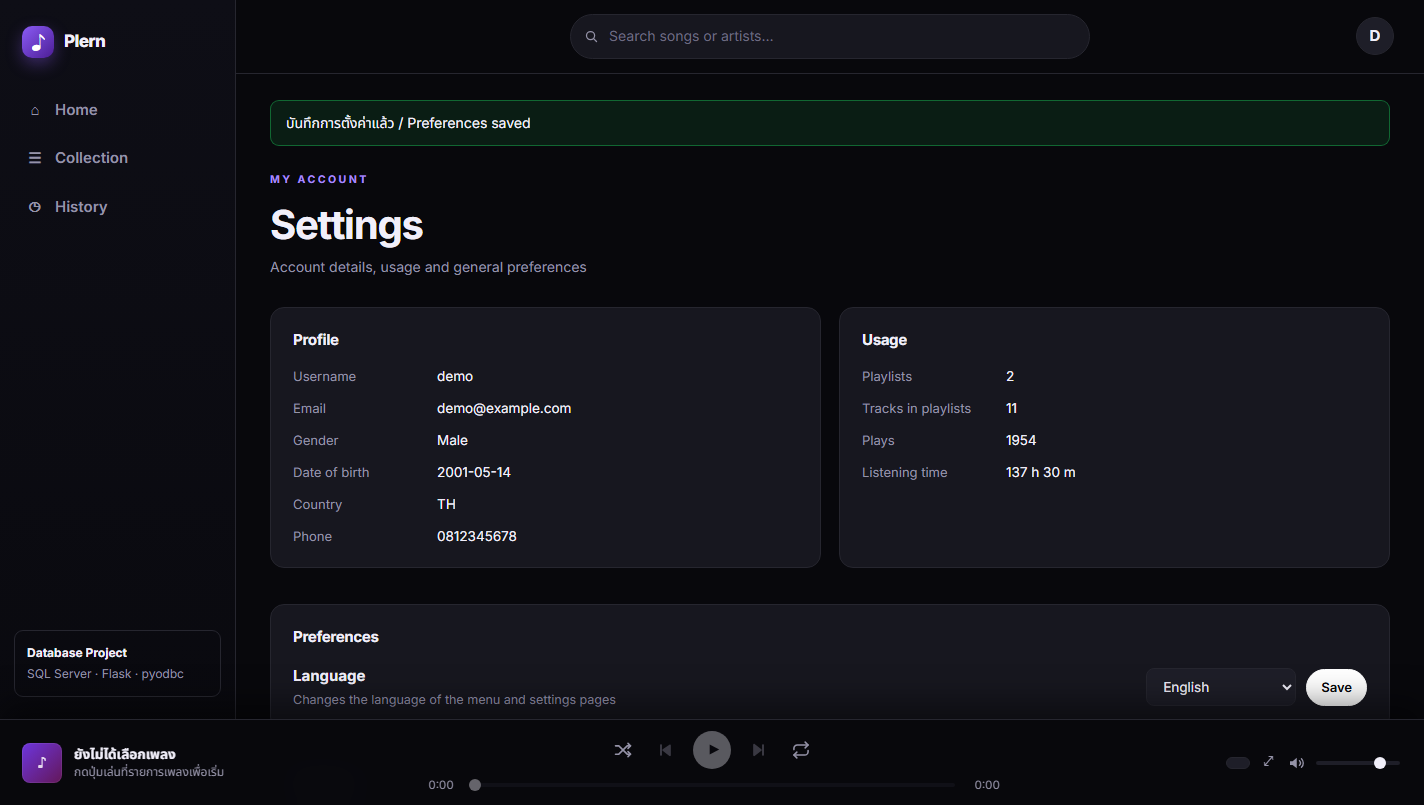 Plern
Search songs or artists...
D
Home
Collection
History
บันทึกการตั้งค่าแล้ว / Preferences saved
MY ACCOUNT
Settings
Account details, usage and general preferences
Profile
Username demo
Email demo@example.com
Gender Male
Date of birth 2001-05-14
Country TH
Phone 0812345678
Usage
Playlists 2
Tracks in playlists 11
Plays 1954
Listening time 137 h 30 m
Preferences
Language
Changes the language of the menu and settings pages
English
Save
Database Project
SQL Server · Flask · pyodbc
ยังไม่ได้เลือกเพลง
กดปุ่มเล่นที่รายการเพลงเพื่อเริ่ม
0:00
0:00